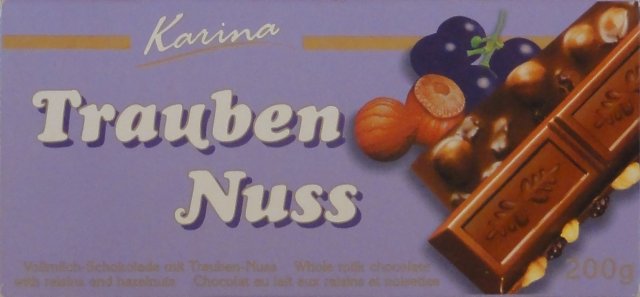 Karina
Trauben
Nuss
Vollmilch-Schokolade mit Trauben-Nuss Whole milk chocolate
with raisins and hazelnuts Chocolat au lait aux raisins et noisettes
200g